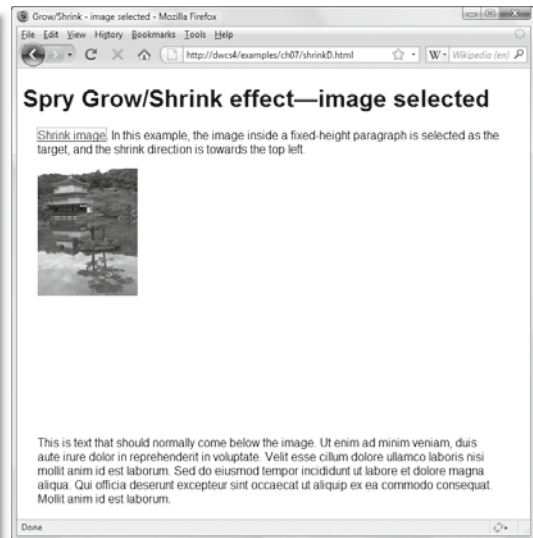 Grow/Shrink - image selected - Mozilla Firefox
File Edit View History Bookmarks Tools Help
http://dwcs4/examples/ch07/shrinkD.html W Wikipedia (en)
Spry Grow/Shrink effect—image selected
Shrink image. In this example, the image inside a fixed-height paragraph is selected as the
target, and the shrink direction is towards the top left.
This is text that should normally come below the image. Ut enim ad minim veniam, duis
aute irure dolor in reprehenderit in voluptate. Velit esse cillum dolore ullamco laboris nisi
mollit anim id est laborum. Sed do eiusmod tempor incididunt ut labore et dolore magna
aliqua. Qui officia deserunt excepteur sint occaecat ut aliquip ex ea commodo consequat.
Mollit anim id est laborum.
Done